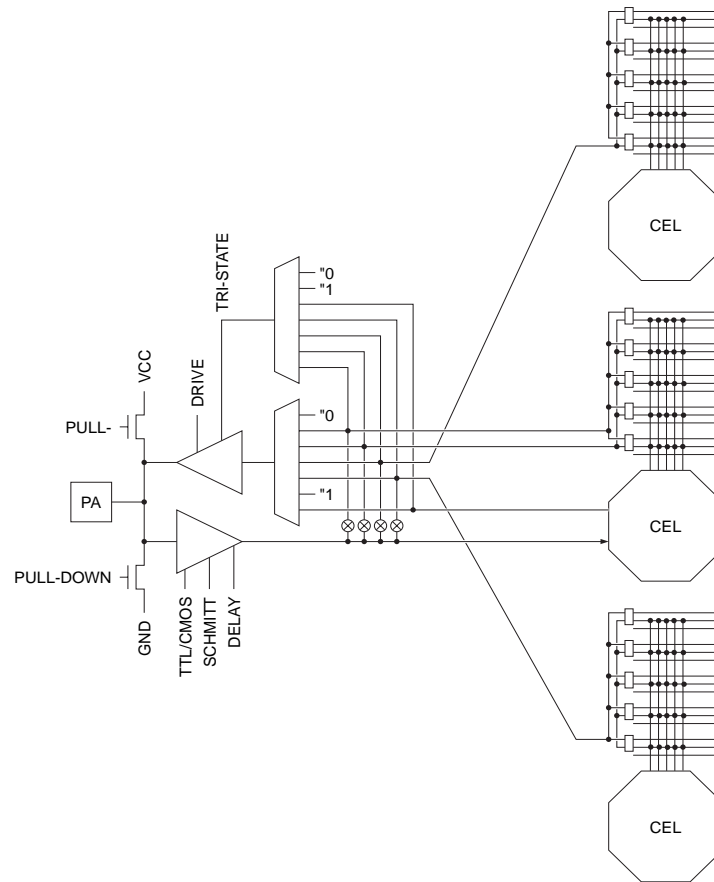 CEL
"0
"1
TRI-STATE
VCC
DRIVE
PULL-
"0
"1
PA
CEL
PULL-DOWN
GND
TTL/CMOS
SCHMITT
DELAY
CEL